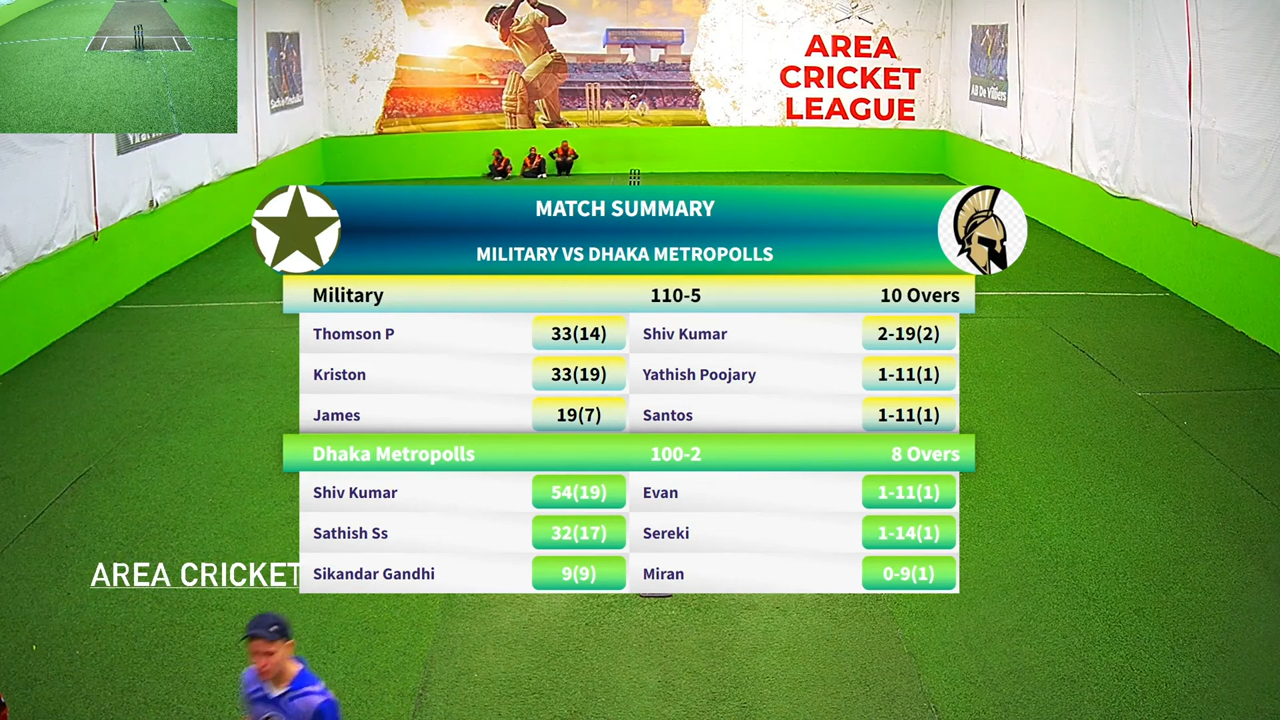 AREA
CRICKET
LEAGUE
AB De Villiers
MATCH SUMMARY
MILITARY VS DHAKA METROPOLLS
Military 110-5 10 Overs
Thomson P 33(14) Shiv Kumar 2-19(2)
Kriston 33(19) Yathish Poojary 1-11(1)
James 19(7) Santos 1-11(1)
Dhaka Metropolls 100-2 8 Overs
Shiv Kumar 54(19) Evan 1-11(1)
Sathish Ss 32(17) Sereki 1-14(1)
Sikandar Gandhi 9(9) Miran 0-9(1)
AREA CRICKET